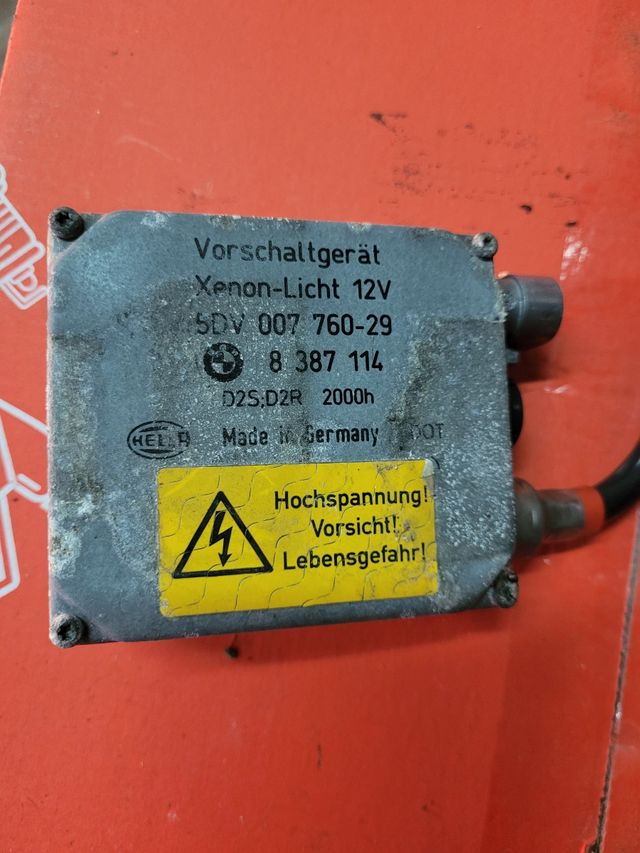 Vorschaltgerät
Xenon-Licht 12V
5DV 007 760-29
8 387 114
D2S;D2R 2000h
HELLA Made in Germany DOT
Hochspannung!
Vorsicht!
Lebensgefahr!